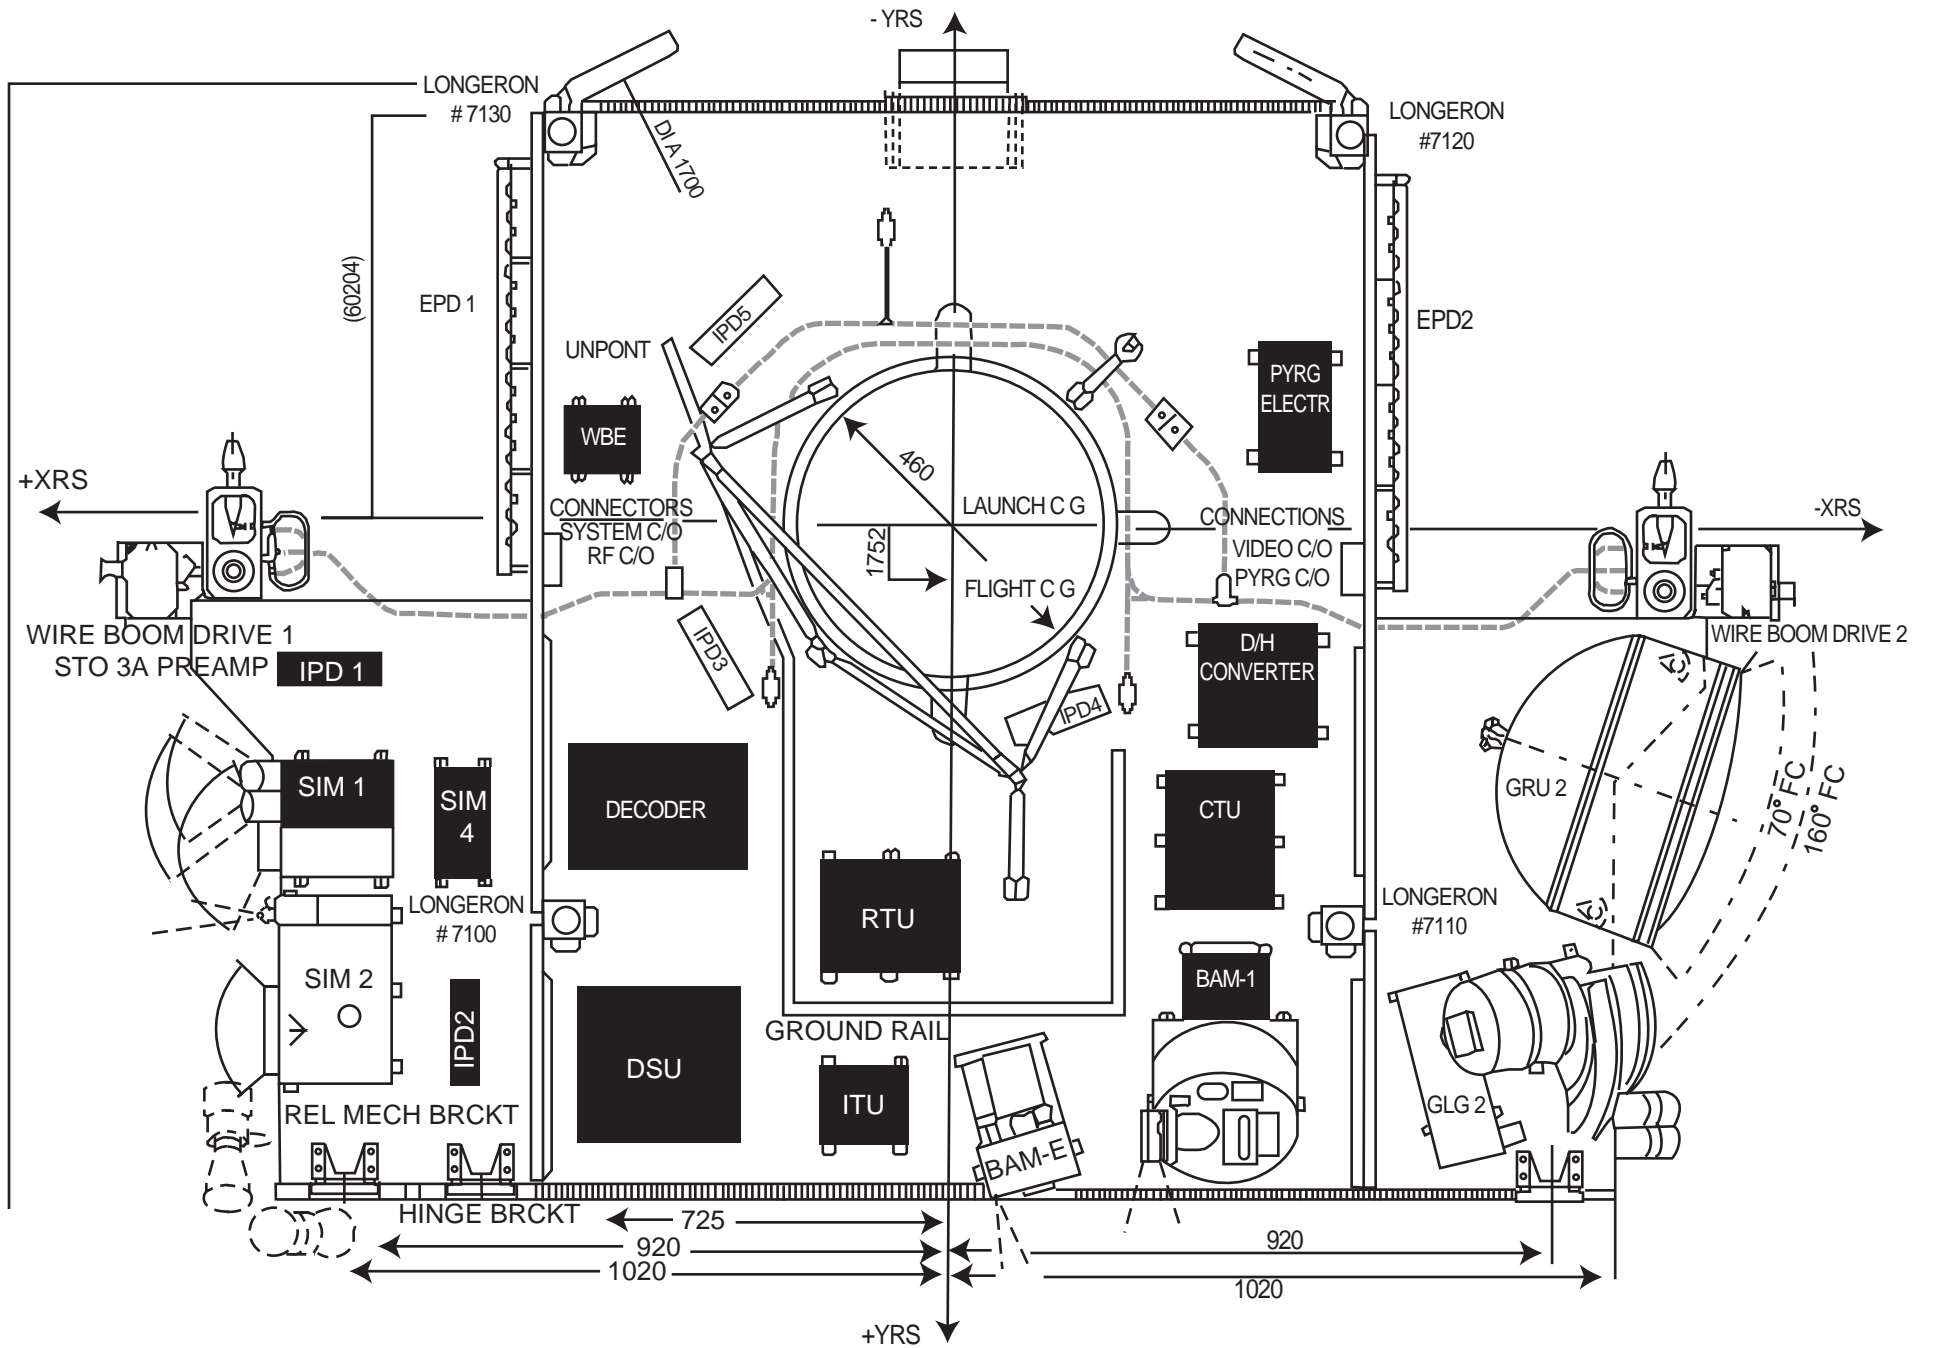 - YRS
LONGERON
# 7130
LONGERON
#7120
DI A 1700
(60204)
EPD 1
EPD2
IPD5
UNPONT
PYRG
ELECTR
WBE
460
+XRS
-XRS
CONNECTORS
SYSTEM C/O
RF C/O
LAUNCH C G
1752
FLIGHT C G
CONNECTIONS
VIDEO C/O
PYRG C/O
WIRE BOOM DRIVE 1
STO 3A PREAMP
IPD 1
IPD3
IPD4
D/H
CONVERTER
WIRE BOOM DRIVE 2
SIM 1
SIM
4
DECODER
CTU
GRU 2
70° FC
160° FC
LONGERON
# 7100
RTU
LONGERON
#7110
SIM 2
IPD2
BAM-1
GROUND RAIL
DSU
ITU
BAM-E
GLG 2
REL MECH BRCKT
HINGE BRCKT
725
920
920
1020
1020
+YRS